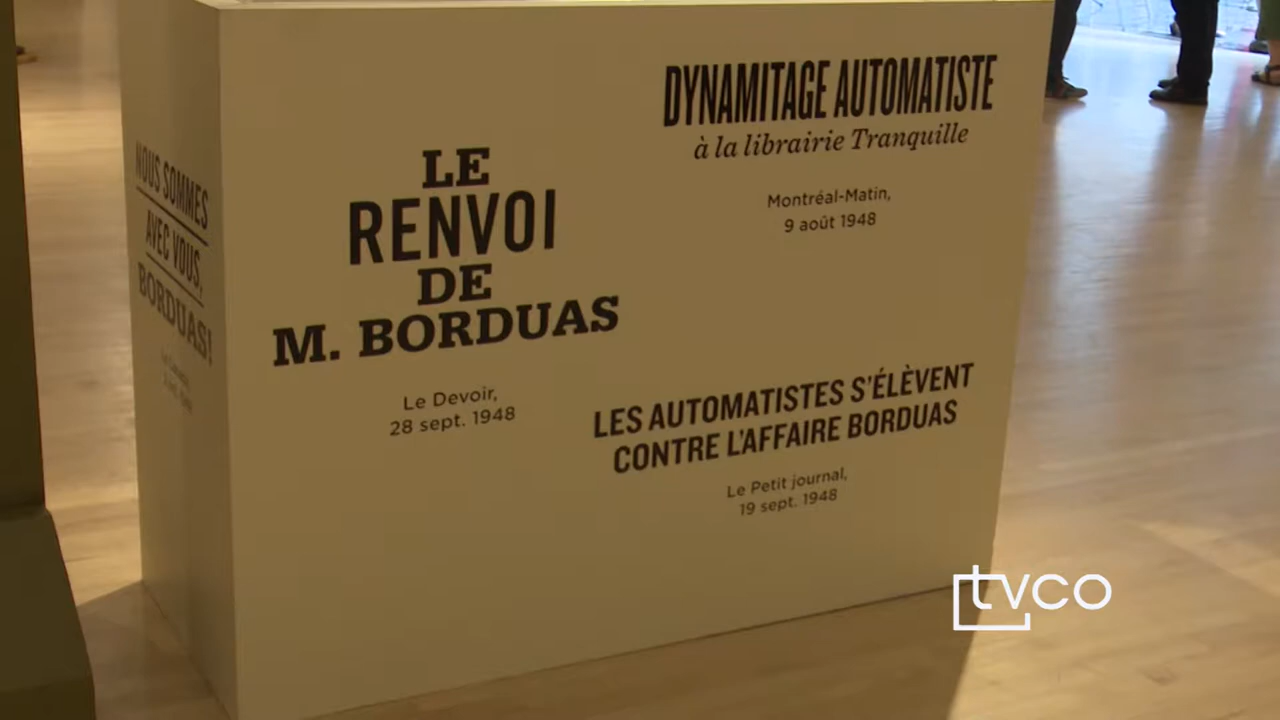 NOUS SOMMES
AVEC VOUS,
BORDUAS!
LE
RENVOI
DE
M. BORDUAS
Le Devoir,
28 sept. 1948
DYNAMITAGE AUTOMATISTE
à la librairie Tranquille
Montréal-Matin,
9 août 1948
LES AUTOMATISTES S'ÉLÈVENT
CONTRE L'AFFAIRE BORDUAS
Le Petit journal,
19 sept. 1948
tvco